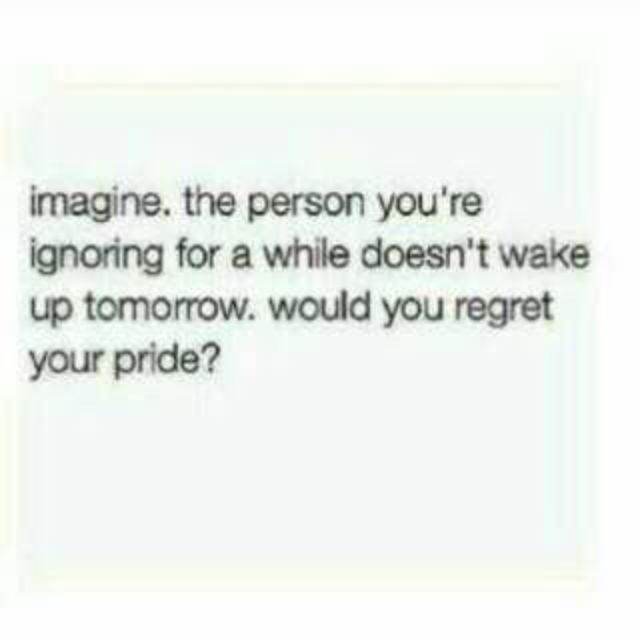 imagine. the person you're
ignoring for a while doesn't wake
up tomorrow. would you regret
your pride?